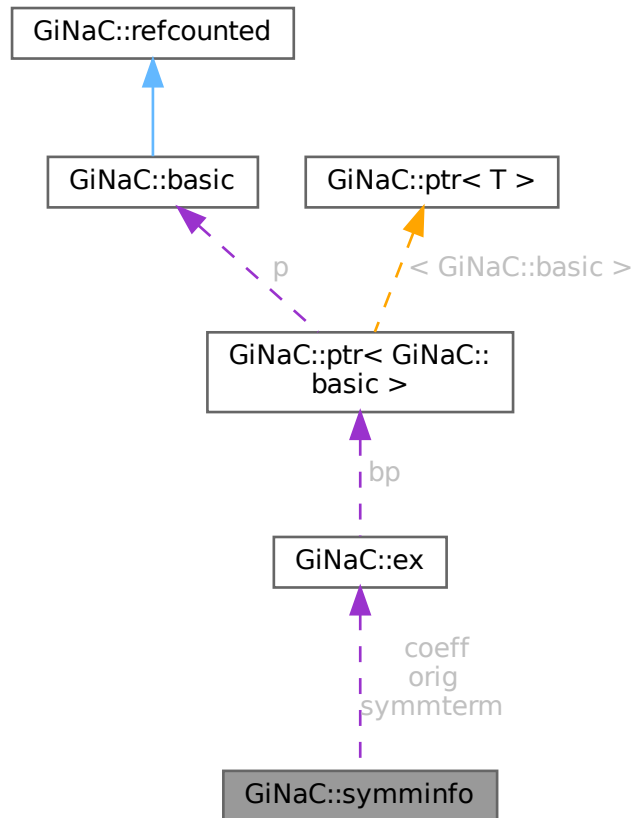 GiNaC::refcounted
GiNaC::basic
GiNaC::ptr< T >
p
< GiNaC::basic >
GiNaC::ptr< GiNaC::
basic >
bp
GiNaC::ex
coeff
orig
symmterm
GiNaC::symminfo